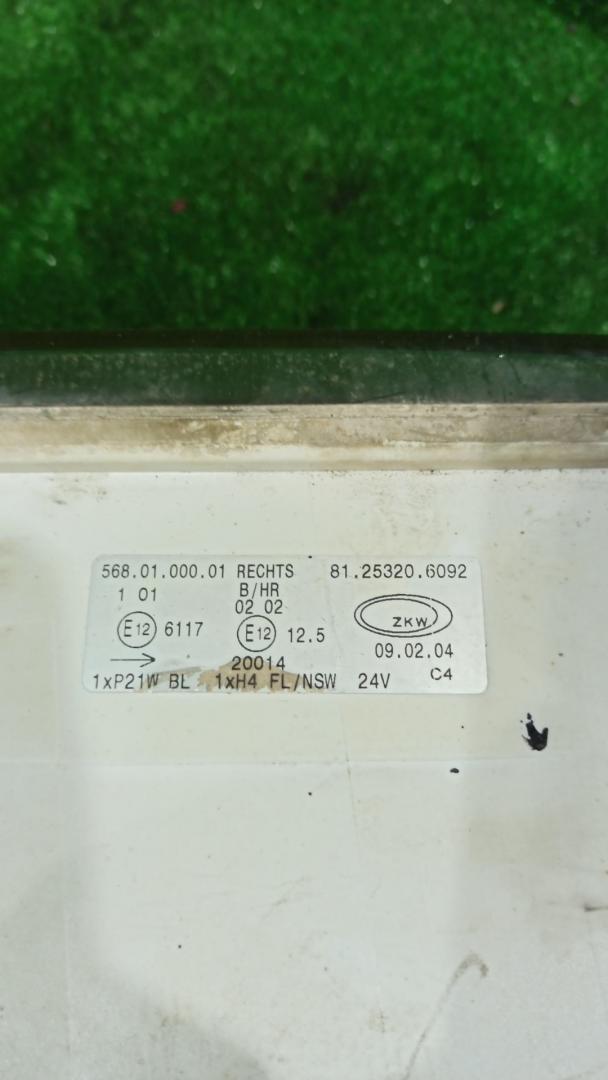 568.01.000.01 RECHTS 81.25320.6092
1 01 B/HR
02 02
E12 6117 E12 12.5 ZKW
09.02.04
20014
1xP21W BL 1xH4 FL/NSW 24V C4